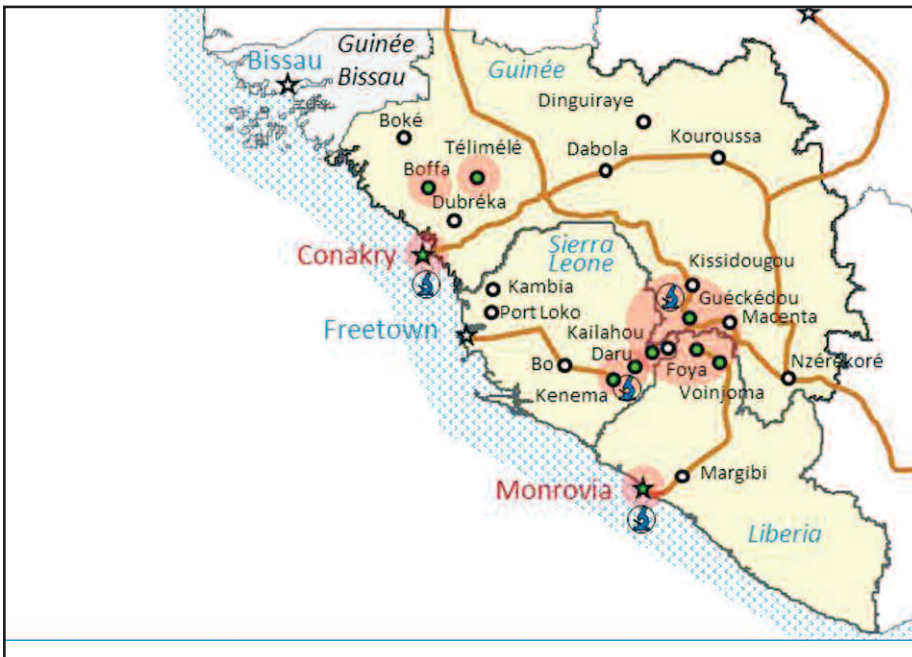 Guinée
Bissau
Bissau
Guinée
Dinguiraye
Boké
Télimélé
Dabola
Kouroussa
Boffa
Dubréka
Conakry
Sierra
Leone
Kissidougou
Kambia
Guéckédou
Port Loko
Macenta
Freetown
Kaïlahou
Bo
Daru
Foya
Nzérékoré
Kenema
Voinjoma
Monrovia
Margibi
Liberia